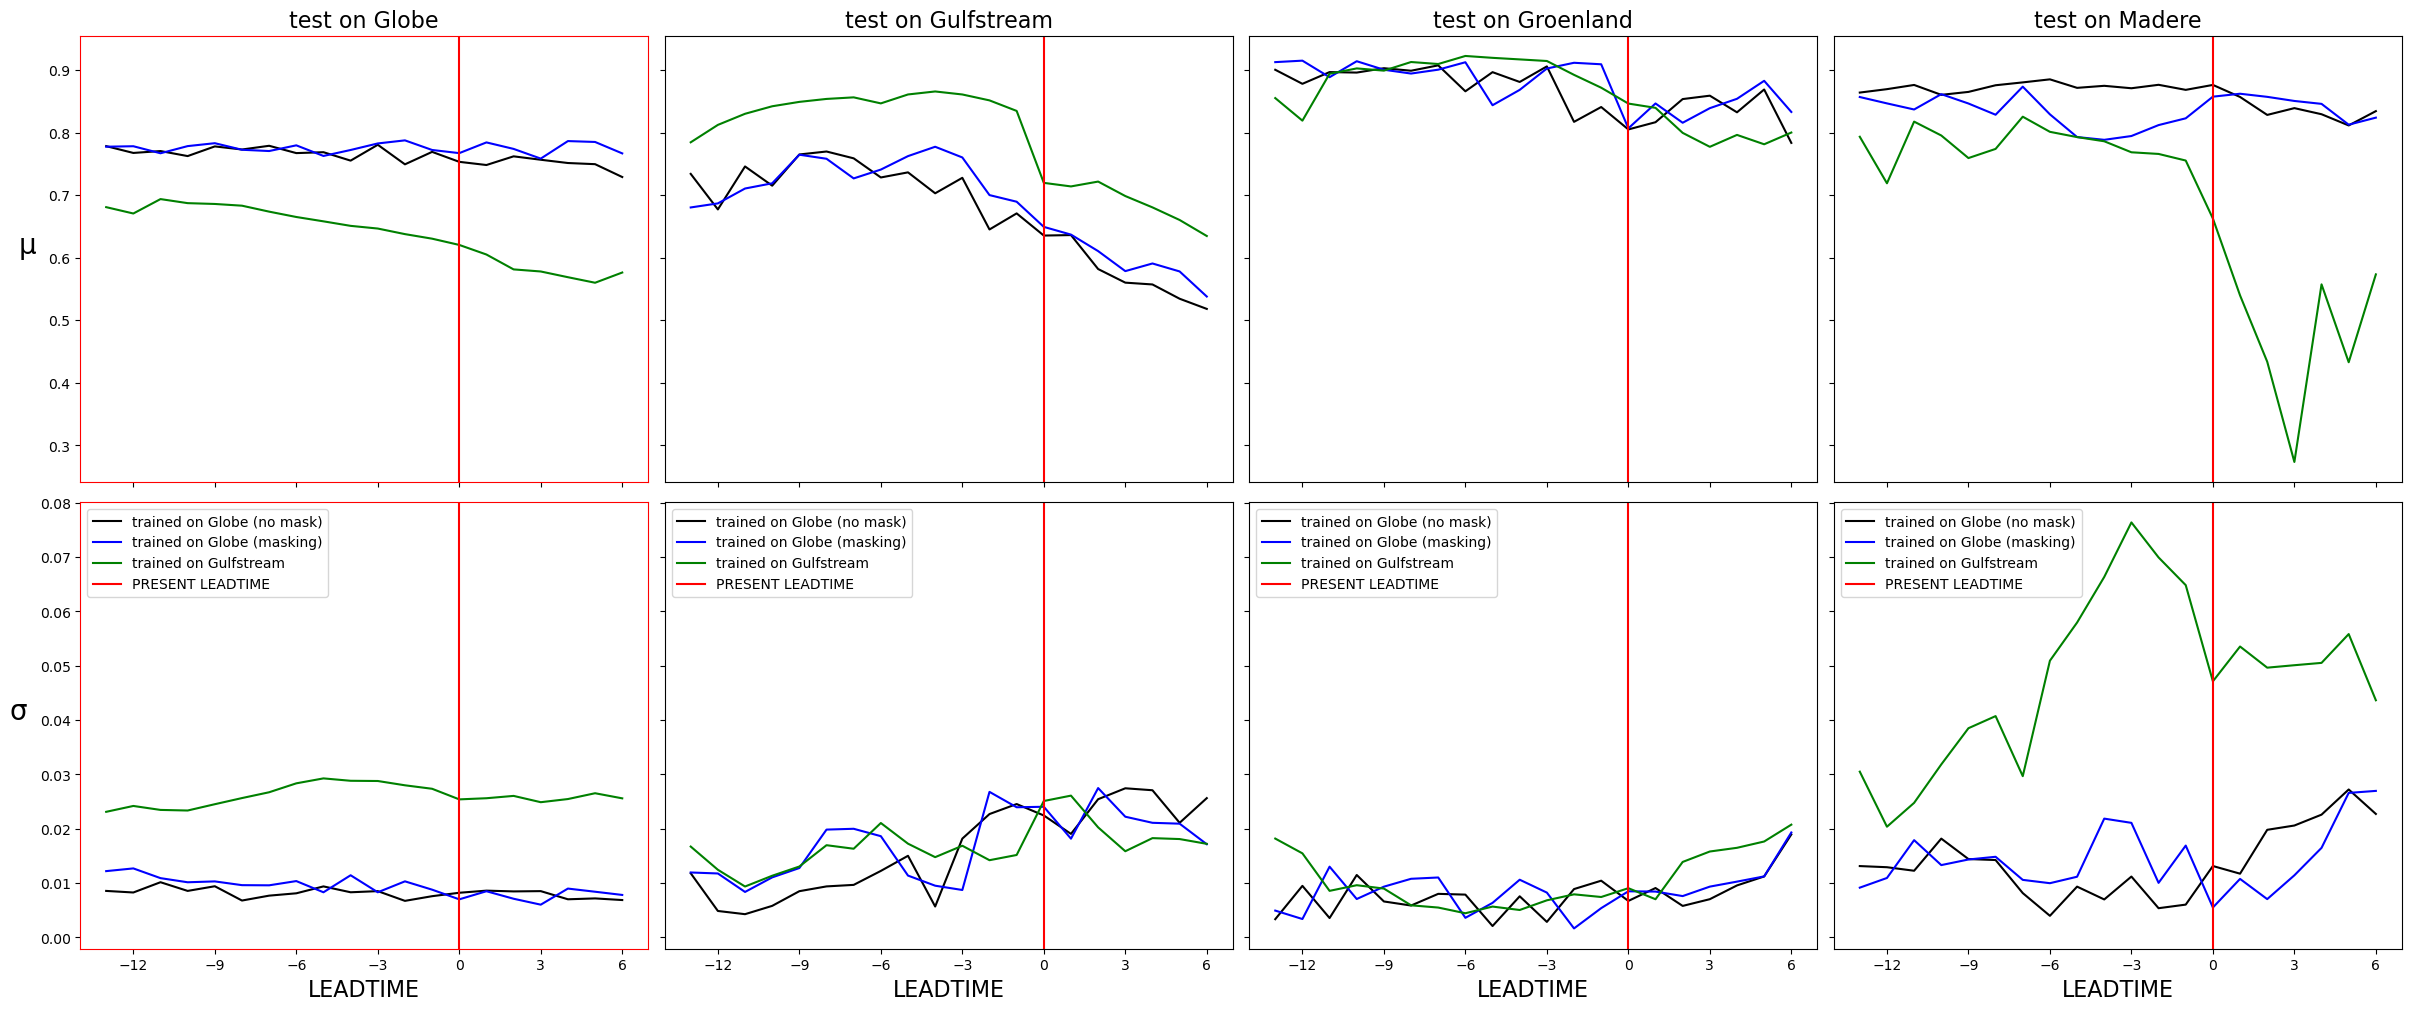 test on Globe
test on Gulfstream
test on Groenland
test on Madere
μ
0.9
0.8
0.7
0.6
0.5
0.4
0.3
σ
0.08
0.07
0.06
0.05
0.04
0.03
0.02
0.01
0.00
trained on Globe (no mask)
trained on Globe (masking)
trained on Gulfstream
PRESENT LEADTIME
trained on Globe (no mask)
trained on Globe (masking)
trained on Gulfstream
PRESENT LEADTIME
trained on Globe (no mask)
trained on Globe (masking)
trained on Gulfstream
PRESENT LEADTIME
trained on Globe (no mask)
trained on Globe (masking)
trained on Gulfstream
PRESENT LEADTIME
−12 −9 −6 −3 0 3 6
−12 −9 −6 −3 0 3 6
−12 −9 −6 −3 0 3 6
−12 −9 −6 −3 0 3 6
LEADTIME
LEADTIME
LEADTIME
LEADTIME